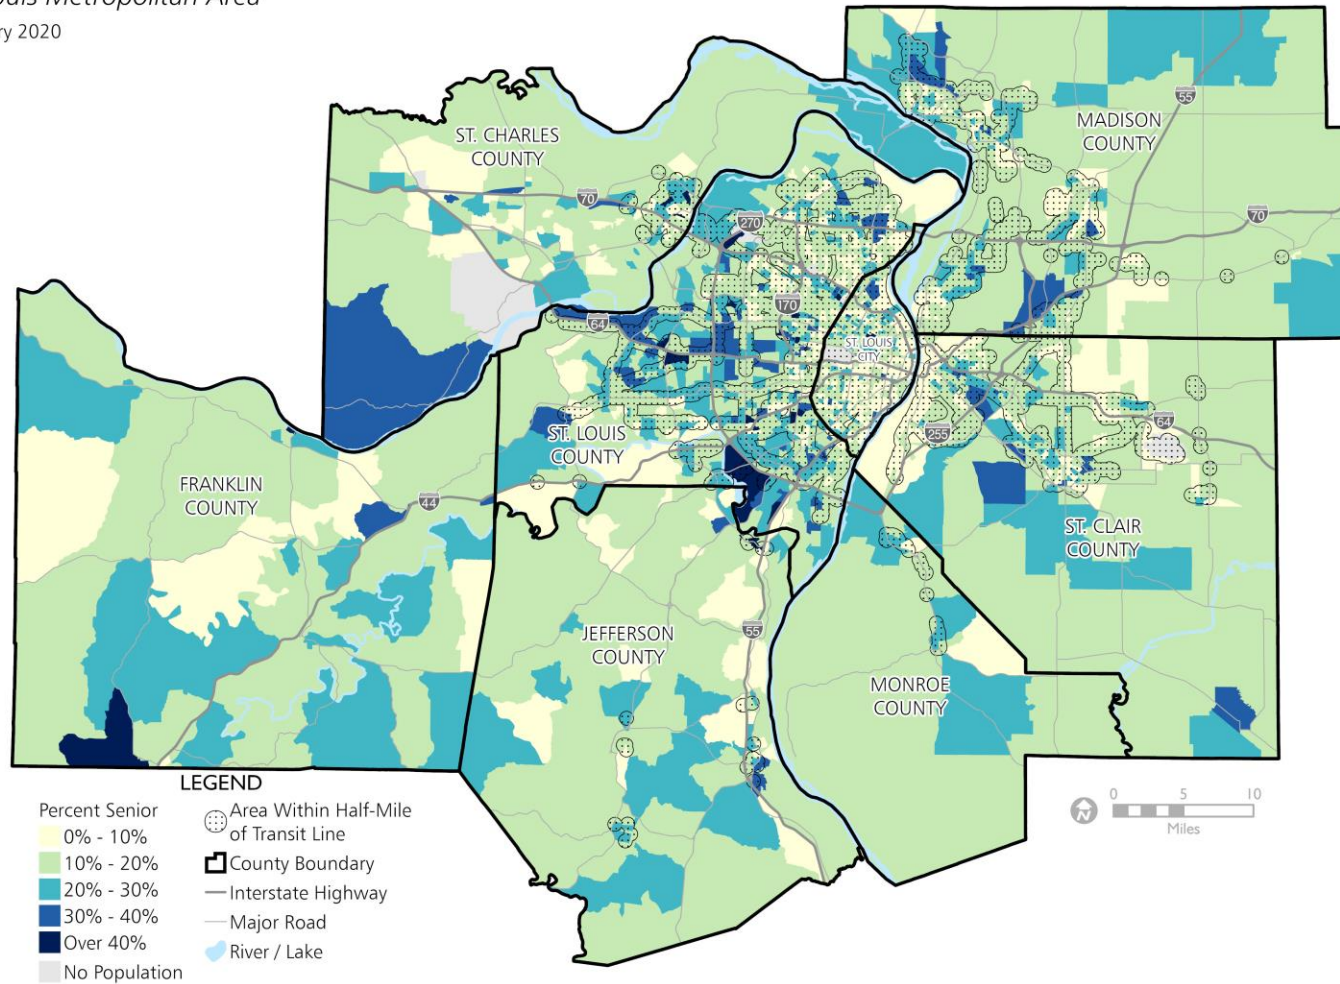 Louis Metropolitan Area
ry 2020
ST. CHARLES
COUNTY
MADISON
COUNTY
55
70
270
70
170
64
ST. LOUIS
CITY
ST. LOUIS
COUNTY
255
64
FRANKLIN
COUNTY
44
ST. CLAIR
COUNTY
JEFFERSON
COUNTY
55
MONROE
COUNTY
LEGEND
Percent Senior
0% - 10%
10% - 20%
20% - 30%
30% - 40%
Over 40%
No Population
Area Within Half-Mile
of Transit Line
County Boundary
Interstate Highway
Major Road
River / Lake
N
0 5 10
Miles